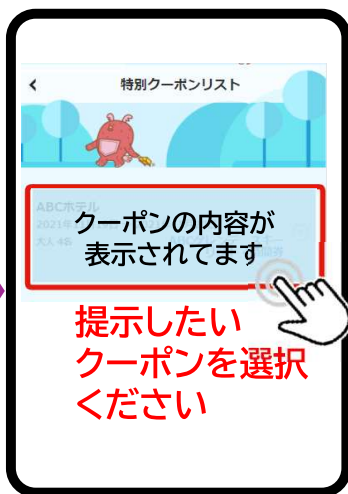 特別クーポンリスト
ABCホテル
クーポンの内容が
大人 4名
表示されてます
提示したい
クーポンを選択
ください